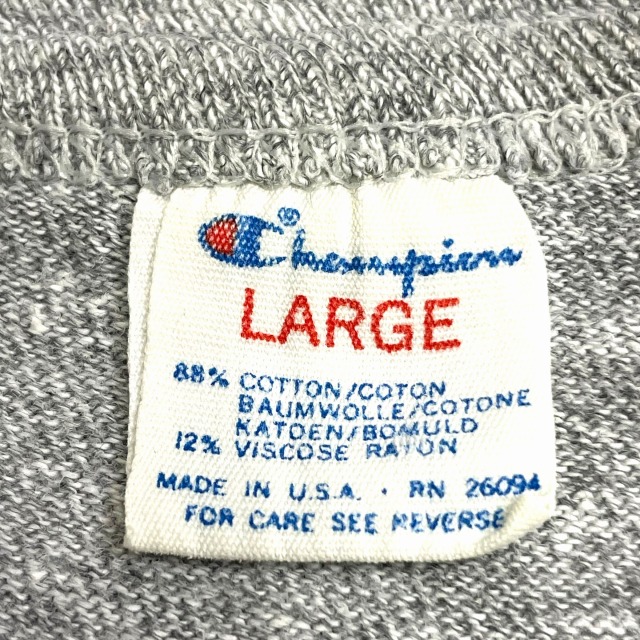 Champion®
LARGE
88% COTTON/COTON
BAUMWOLLE/COTONE
KATOEN/BOMULD
12% VISCOSE RAYON
MADE IN U.S.A. · RN 26094
FOR CARE SEE REVERSE